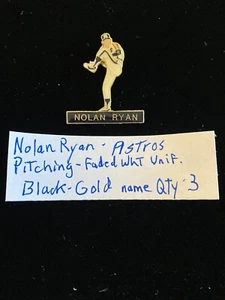 NOLAN RYAN
Nolan Ryan - Astros
Pitching - Faded Wht Unif.
Black - Gold name Qty - 3